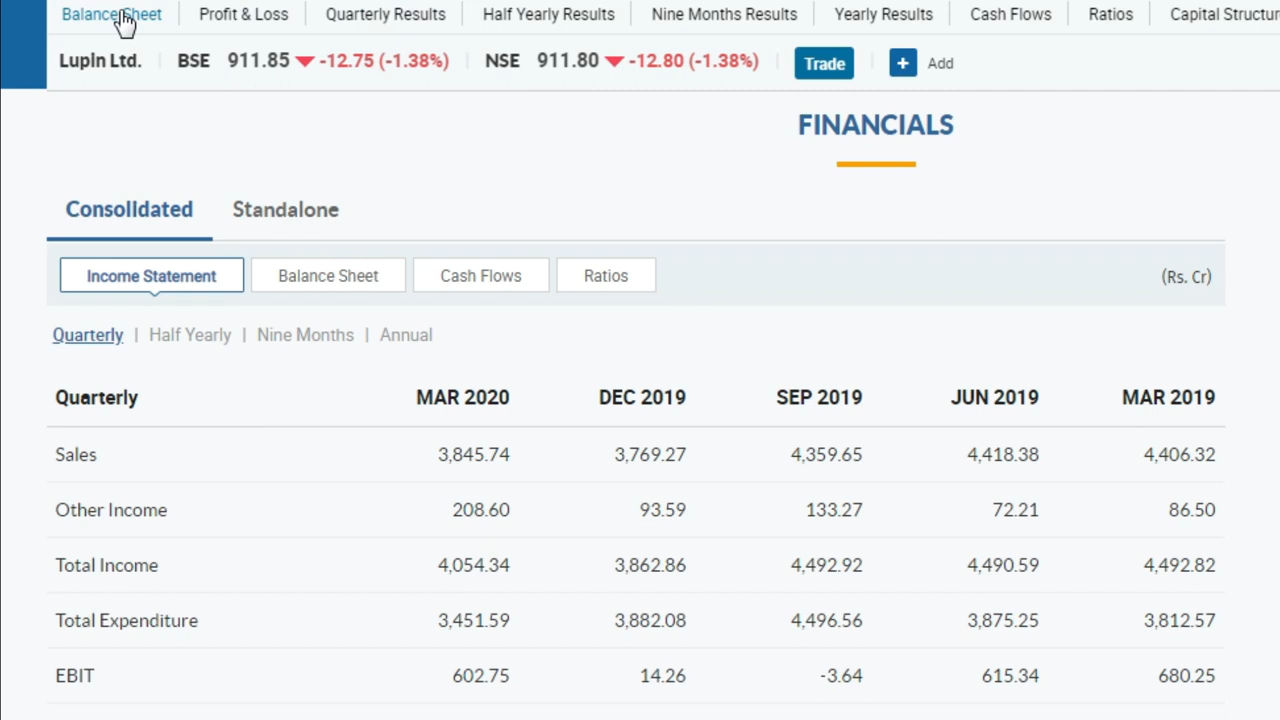 Balance Sheet | Profit & Loss | Quarterly Results | Half Yearly Results | Nine Months Results | Yearly Results | Cash Flows | Ratios |
Lupin Ltd. | BSE 911.85 -12.75 (-1.38%) | NSE 911.80 -12.80 (-1.38%) | Trade | + Add
FINANCIALS
Consolidated Standalone
Income Statement Balance Sheet Cash Flows Ratios (Rs. Cr)
Quarterly | Half Yearly | Nine Months | Annual
Quarterly MAR 2020 DEC 2019 SEP 2019 JUN 2019 MAR 2019
Sales 3,845.74 3,769.27 4,359.65 4,418.38 4,406.32
Other Income 208.60 93.59 133.27 72.21 86.50
Total Income 4,054.34 3,862.86 4,492.92 4,490.59 4,492.82
Total Expenditure 3,451.59 3,882.08 4,496.56 3,875.25 3,812.57
EBIT 602.75 14.26 -3.64 615.34 680.25